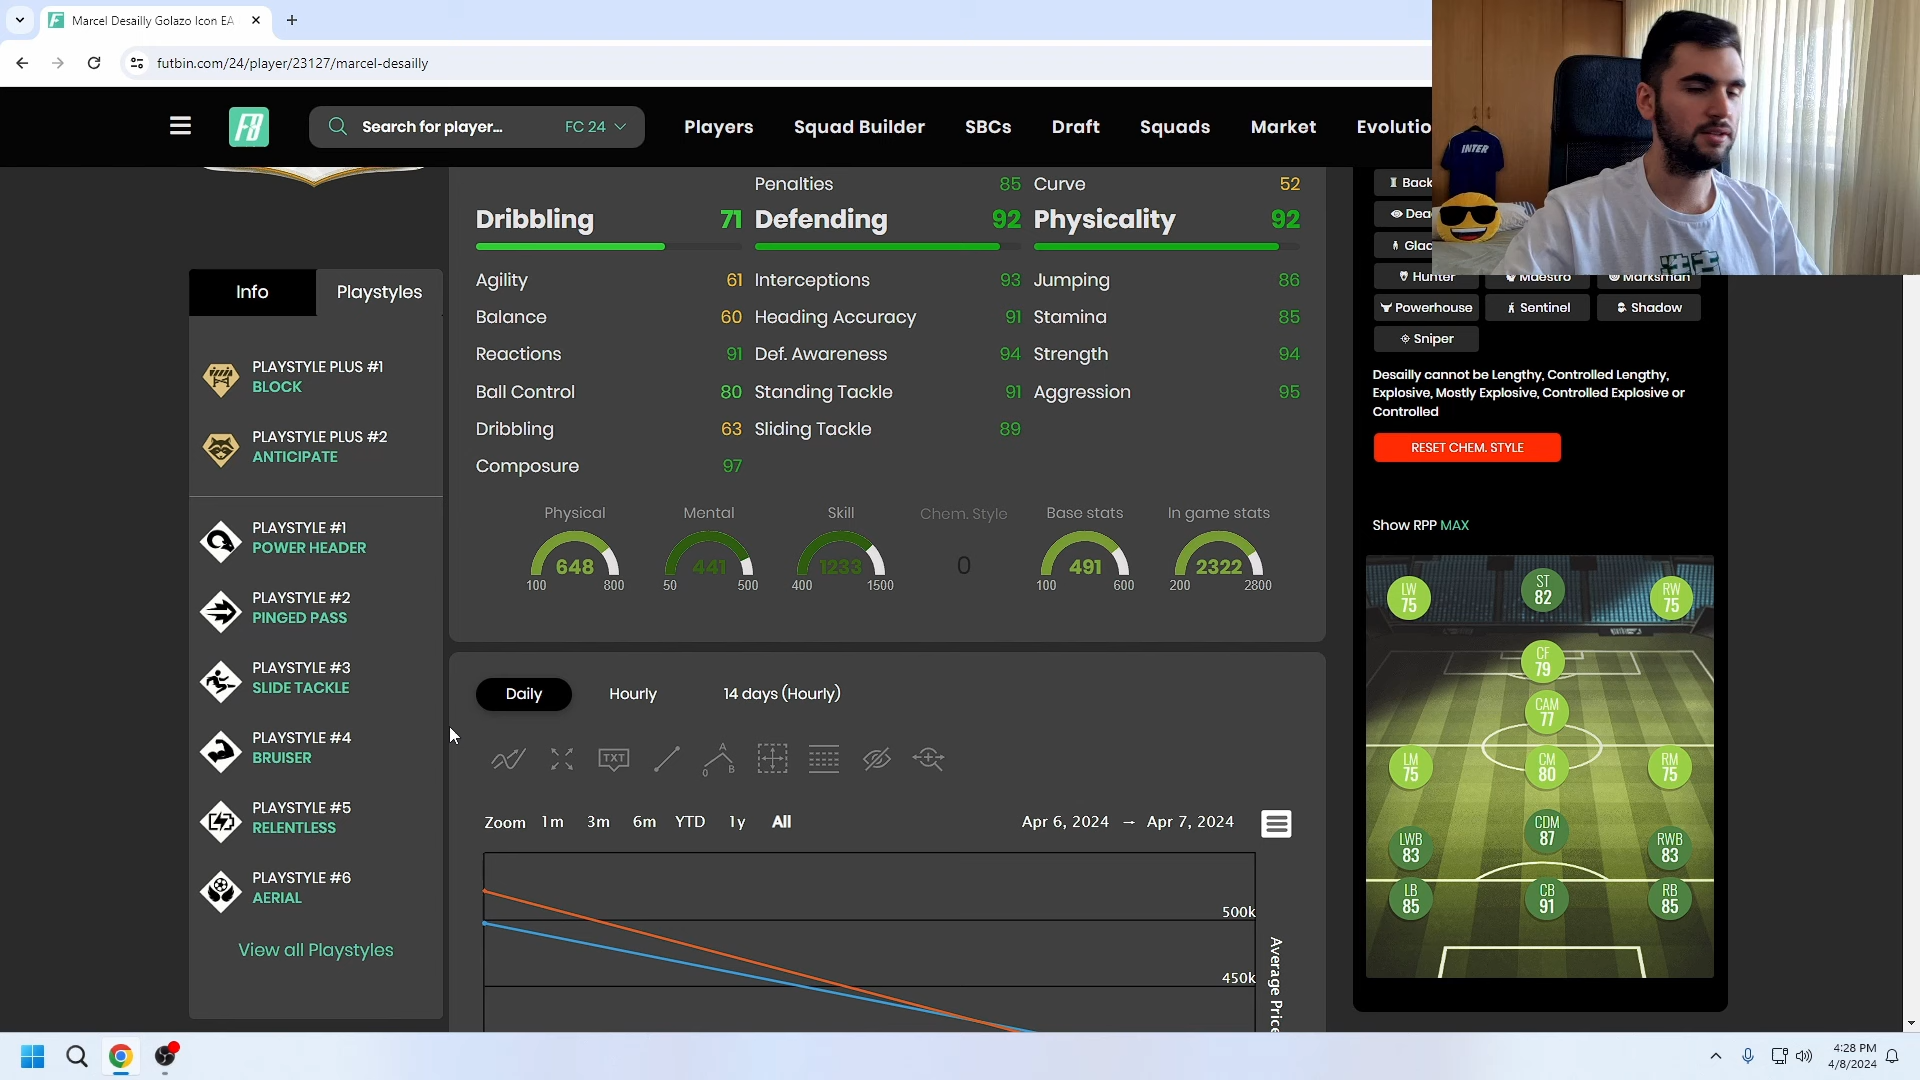 Marcel Desailly Golazo Icon EA
futbin.com/24/player/23127/marcel-desailly
FB
Search for player...
FC 24
Players
Squad Builder
SBCs
Draft
Squads
Market
Evolutio
INTER
Info
Playstyles
PLAYSTYLE PLUS #1
BLOCK
PLAYSTYLE PLUS #2
ANTICIPATE
PLAYSTYLE #1
POWER HEADER
PLAYSTYLE #2
PINGED PASS
PLAYSTYLE #3
SLIDE TACKLE
PLAYSTYLE #4
BRUISER
PLAYSTYLE #5
RELENTLESS
PLAYSTYLE #6
AERIAL
View all Playstyles
Penalties 85
Curve 52
Dribbling 71
Agility 61
Balance 60
Reactions 91
Ball Control 80
Dribbling 63
Composure 97
Defending 92
Interceptions 93
Heading Accuracy 91
Def. Awareness 94
Standing Tackle 91
Sliding Tackle 89
Physicality 92
Jumping 86
Stamina 85
Strength 94
Aggression 95
Physical
648
100 800
Mental
441
50 500
Skill
1233
400 1500
Chem. Style
0
Base stats
491
100 600
In game stats
2322
200 2800
Daily
Hourly
14 days (Hourly)
TXT
A
0 B
Zoom 1m 3m 6m YTD 1y All
Apr 6, 2024 → Apr 7, 2024
500k
450k
Average Price
Back
Dea
Glad
Hunter
Maestro
Marksman
Powerhouse
Sentinel
Shadow
Sniper
Desailly cannot be Lengthy, Controlled Lengthy,
Explosive, Mostly Explosive, Controlled Explosive or
Controlled
RESET CHEM. STYLE
Show RPP MAX
LW
75
ST
82
RW
75
CF
79
CAM
77
LM
75
CM
80
RM
75
CDM
87
LWB
83
RWB
83
LB
85
CB
91
RB
85
4:28 PM
4/8/2024